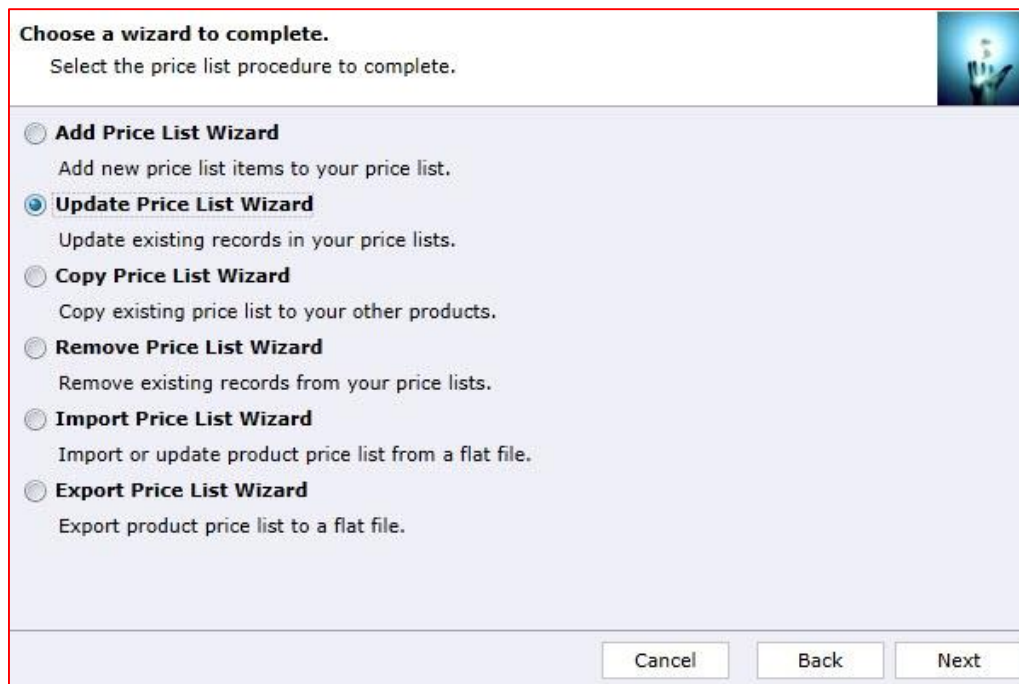 Choose a wizard to complete.
Select the price list procedure to complete.
Add Price List Wizard
Add new price list items to your price list.
Update Price List Wizard
Update existing records in your price lists.
Copy Price List Wizard
Copy existing price list to your other products.
Remove Price List Wizard
Remove existing records from your price lists.
Import Price List Wizard
Import or update product price list from a flat file.
Export Price List Wizard
Export product price list to a flat file.
Cancel Back Next